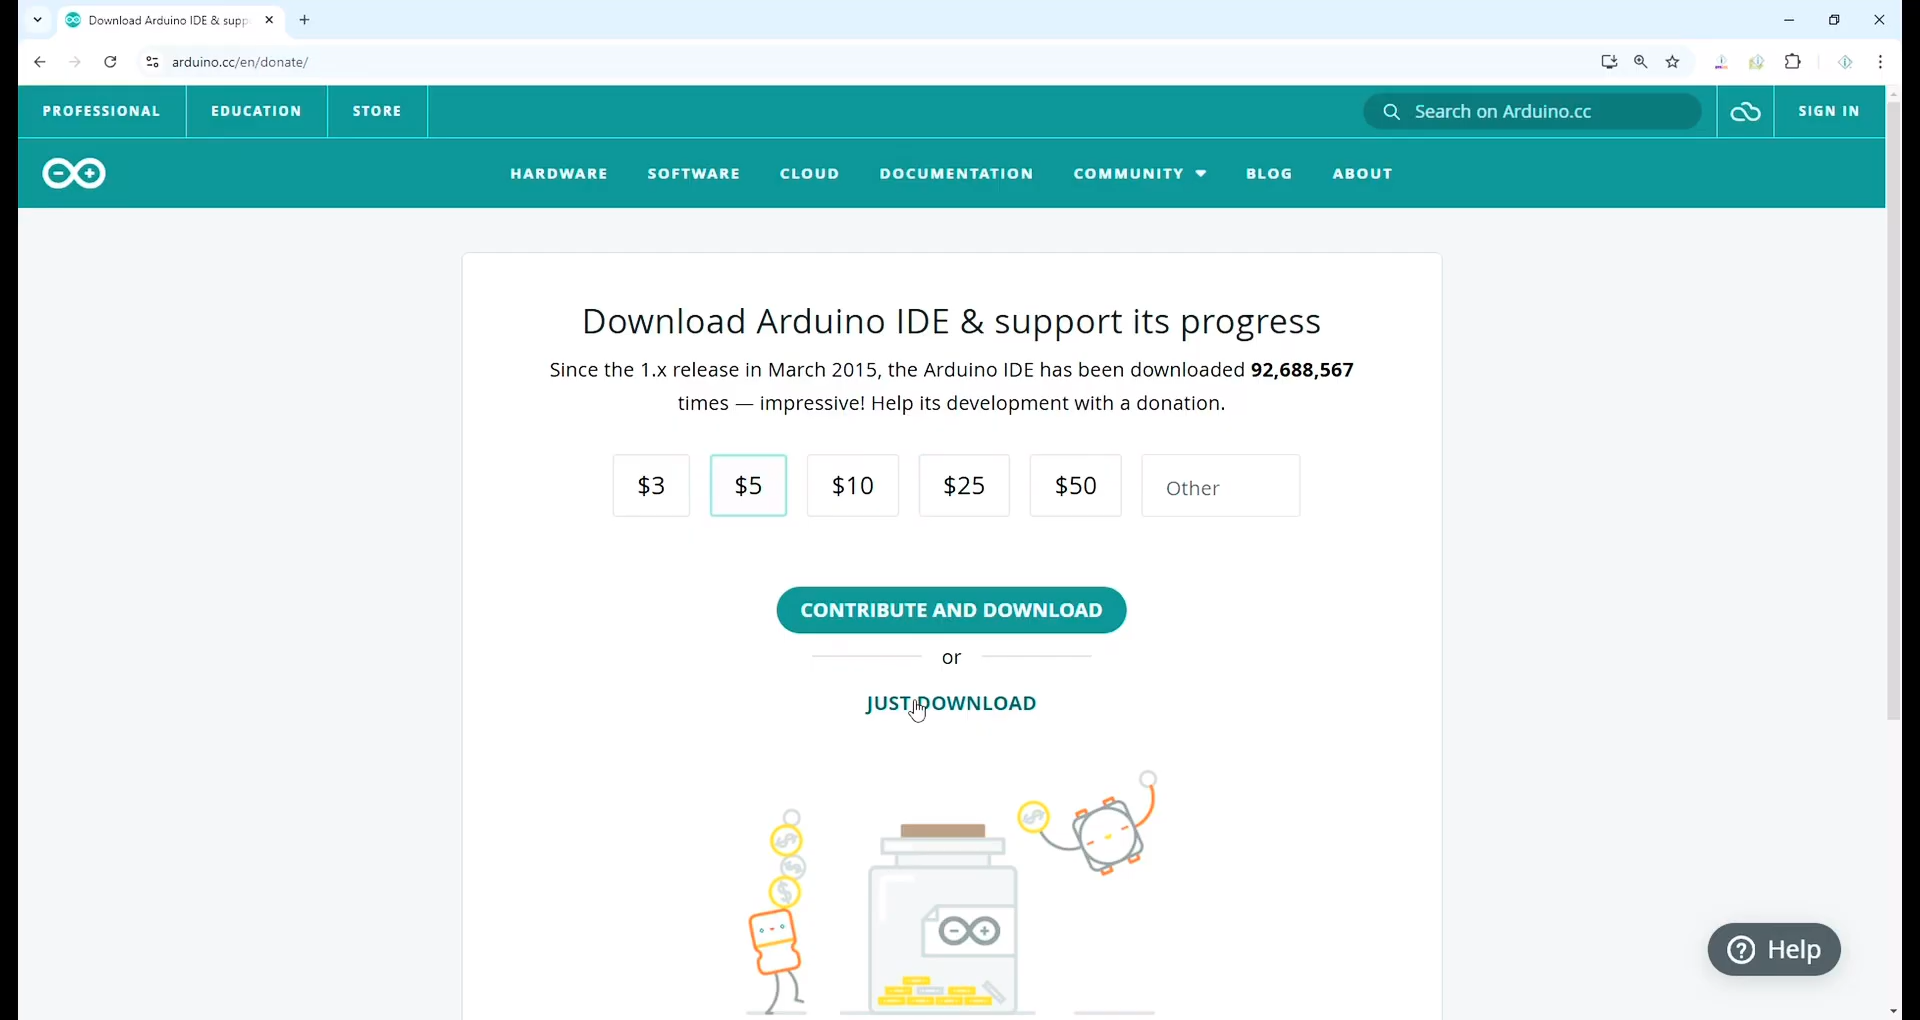 Download Arduino IDE & supp
arduino.cc/en/donate/
PROFESSIONAL EDUCATION STORE Search on Arduino.cc SIGN IN
HARDWARE SOFTWARE CLOUD DOCUMENTATION COMMUNITY BLOG ABOUT
Download Arduino IDE & support its progress
Since the 1.x release in March 2015, the Arduino IDE has been downloaded 92,688,567
times — impressive! Help its development with a donation.
$3 $5 $10 $25 $50 Other
CONTRIBUTE AND DOWNLOAD
or
JUST DOWNLOAD
Help